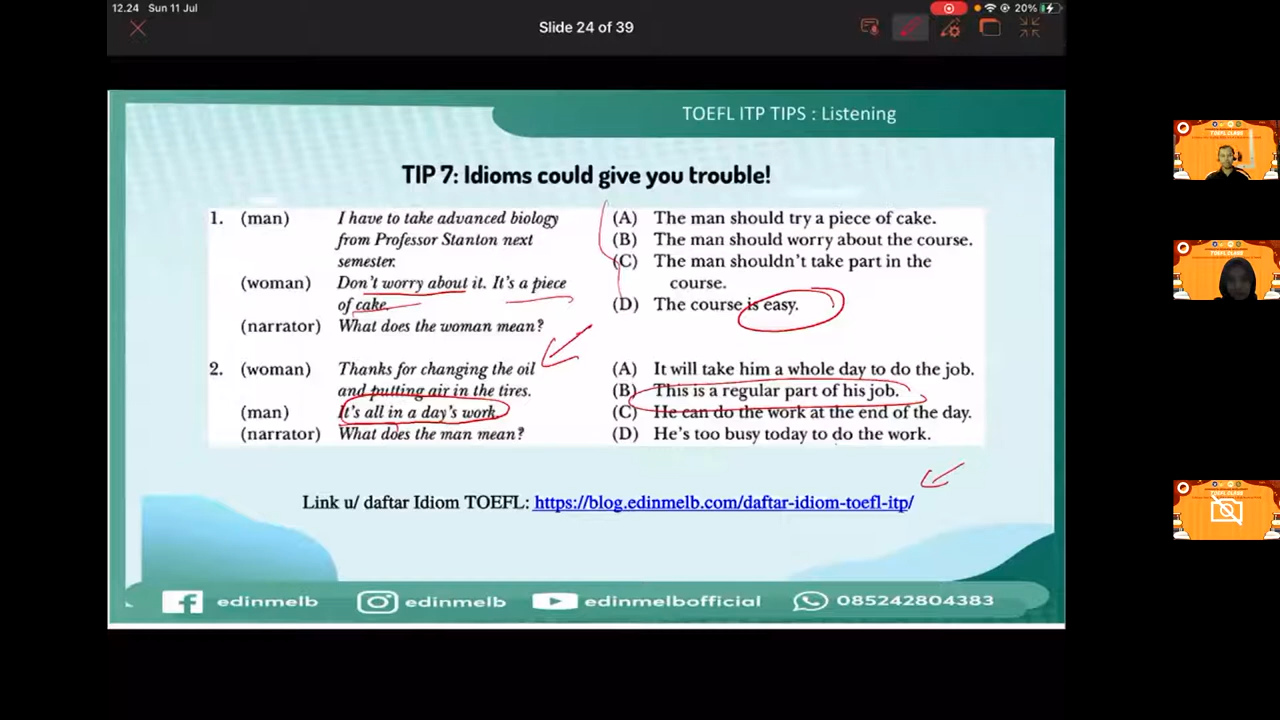 12.24 Sun 11 Jul
20%
Slide 24 of 39
TOEFL ITP TIPS : Listening
TIP 7: Idioms could give you trouble!
1. (man) I have to take advanced biology
from Professor Stanton next
semester.
(woman) Don't worry about it. It's a piece
of cake.
(narrator) What does the woman mean?
(A) The man should try a piece of cake.
(B) The man should worry about the course.
(C) The man shouldn't take part in the
course.
(D) The course is easy.
2. (woman) Thanks for changing the oil
and putting air in the tires.
(man) It's all in a day's work.
(narrator) What does the man mean?
(A) It will take him a whole day to do the job.
(B) This is a regular part of his job.
(C) He can do the work at the end of the day.
(D) He's too busy today to do the work.
Link u/ daftar Idiom TOEFL: https://blog.edinmelb.com/daftar-idiom-toefl-itp/
edinmelb
edinmelb
edinmelbofficial
085242804383
TOEFL CLASS